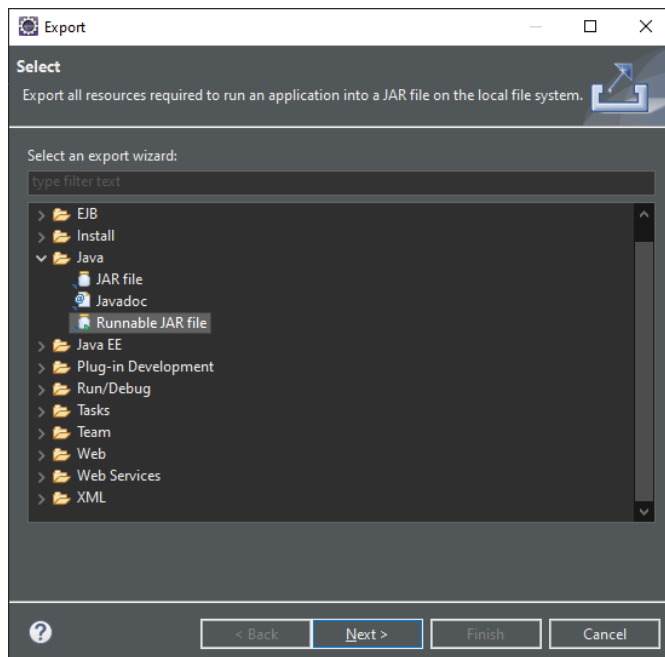 Export
Select
Export all resources required to run an application into a JAR file on the local file system.
Select an export wizard:
type filter text
EJB
Install
Java
JAR file
Javadoc
Runnable JAR file
Java EE
Plug-in Development
Run/Debug
Tasks
Team
Web
Web Services
XML
?
< Back Next > Finish Cancel